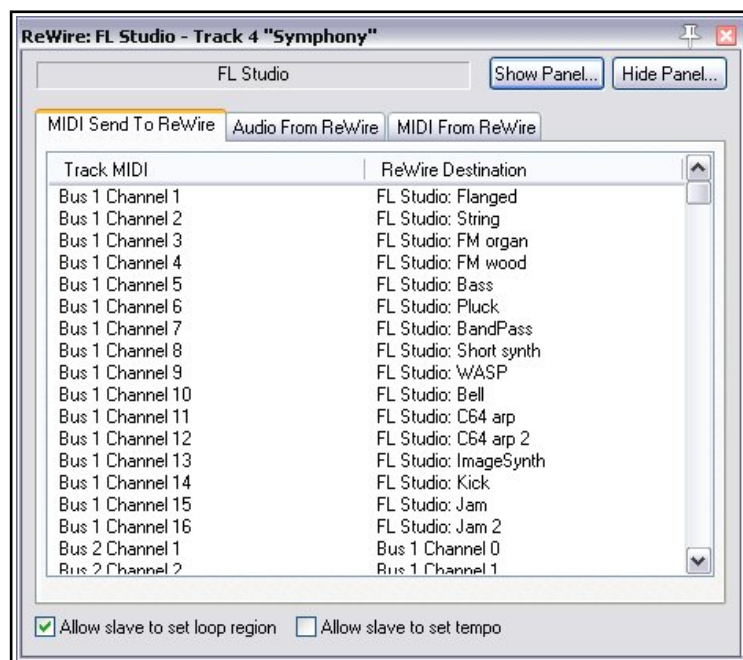 ReWire: FL Studio - Track 4 "Symphony"
FL Studio Show Panel... Hide Panel...
MIDI Send To ReWire Audio From ReWire MIDI From ReWire
Track MIDI ReWire Destination
Bus 1 Channel 1 FL Studio: Flanged
Bus 1 Channel 2 FL Studio: String
Bus 1 Channel 3 FL Studio: FM organ
Bus 1 Channel 4 FL Studio: FM wood
Bus 1 Channel 5 FL Studio: Bass
Bus 1 Channel 6 FL Studio: Pluck
Bus 1 Channel 7 FL Studio: BandPass
Bus 1 Channel 8 FL Studio: Short synth
Bus 1 Channel 9 FL Studio: WASP
Bus 1 Channel 10 FL Studio: Bell
Bus 1 Channel 11 FL Studio: C64 arp
Bus 1 Channel 12 FL Studio: C64 arp 2
Bus 1 Channel 13 FL Studio: ImageSynth
Bus 1 Channel 14 FL Studio: Kick
Bus 1 Channel 15 FL Studio: Jam
Bus 1 Channel 16 FL Studio: Jam 2
Bus 2 Channel 1 Bus 1 Channel 0
Bus 2 Channel 2 Bus 1 Channel 1
Allow slave to set loop region Allow slave to set tempo